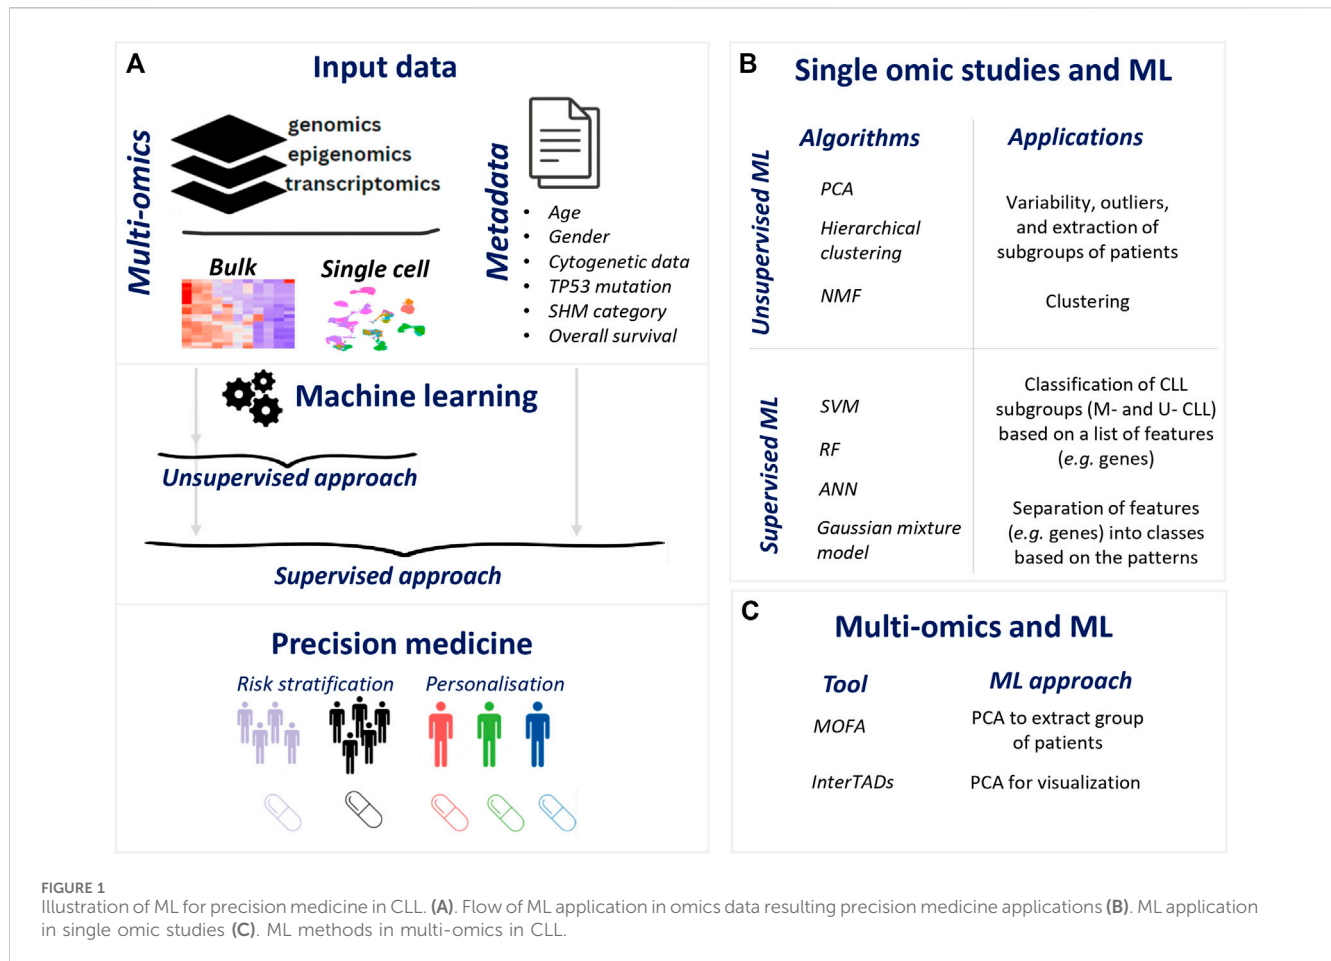 A
Input data
Multi-omics
genomics
epigenomics
transcriptomics
Bulk
Single cell
Metadata
• Age
• Gender
• Cytogenetic data
• TP53 mutation
• SHM category
• Overall survival
Machine learning
Unsupervised approach
Supervised approach
Precision medicine
Risk stratification
Personalisation
B
Single omic studies and ML
Algorithms
Applications
Unsupervised ML
PCA
Hierarchical
clustering
NMF
Variability, outliers,
and extraction of
subgroups of patients
Clustering
Supervised ML
SVM
RF
ANN
Gaussian mixture
model
Classification of CLL
subgroups (M- and U- CLL)
based on a list of features
(e.g. genes)
Separation of features
(e.g. genes) into classes
based on the patterns
C
Multi-omics and ML
Tool
ML approach
MOFA
PCA to extract group
of patients
InterTADs
PCA for visualization
FIGURE 1
Illustration of ML for precision medicine in CLL. (A). Flow of ML application in omics data resulting precision medicine applications (B). ML application
in single omic studies (C). ML methods in multi-omics in CLL.